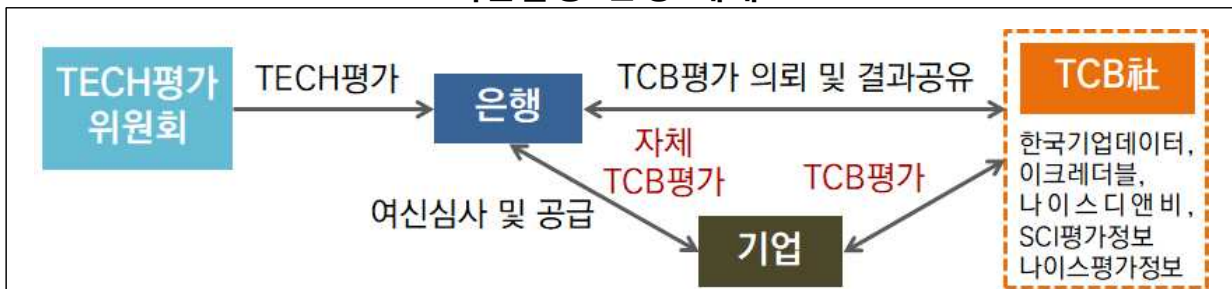 TECH평가
위원회
TECH평가
은행
TCB평가 의뢰 및 결과공유
TCB社
자체
TCB평가
TCB평가
여신심사 및 공급
기업
한국기업데이터,
이크레더블,
나이스디앤비,
SCI평가정보
나이스평가정보